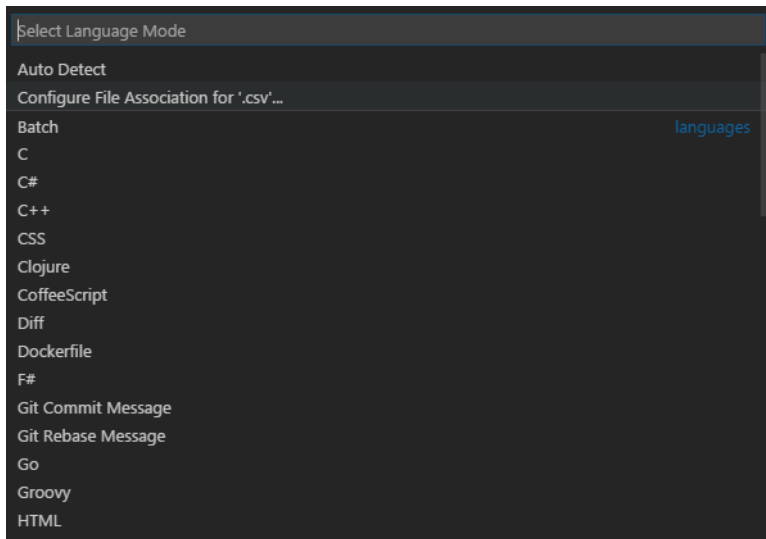 Select Language Mode
Auto Detect
Configure File Association for '.csv'...
Batch languages
C
C#
C++
CSS
Clojure
CoffeeScript
Diff
Dockerfile
F#
Git Commit Message
Git Rebase Message
Go
Groovy
HTML